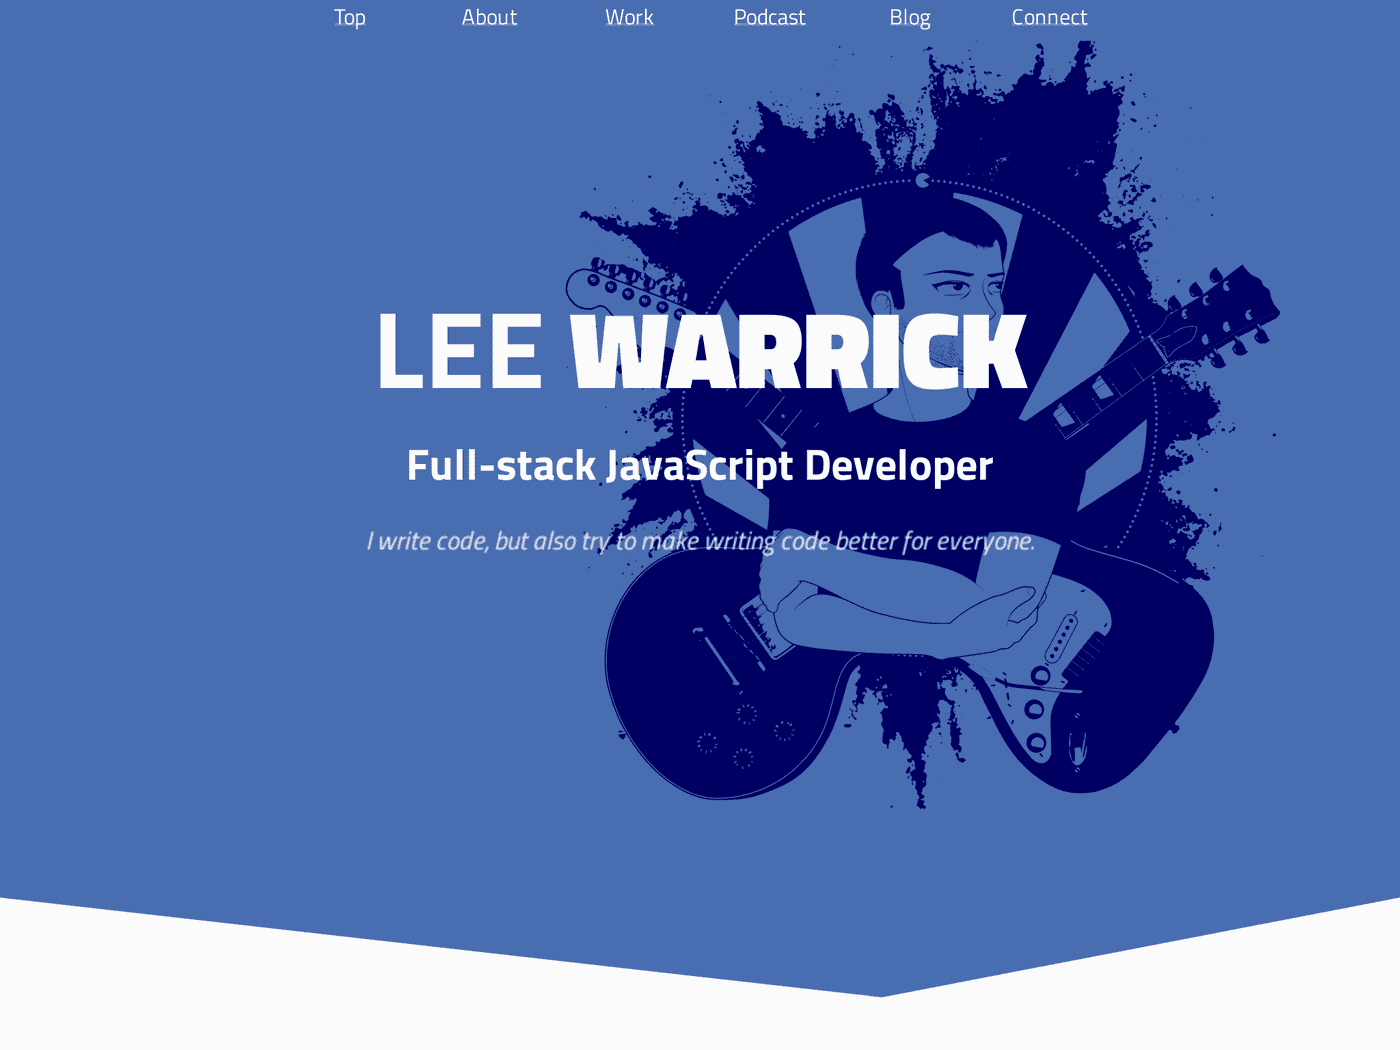 Top About Work Podcast Blog Connect
LEE WARRICK
Full-stack JavaScript Developer
I write code, but also try to make writing code better for everyone.